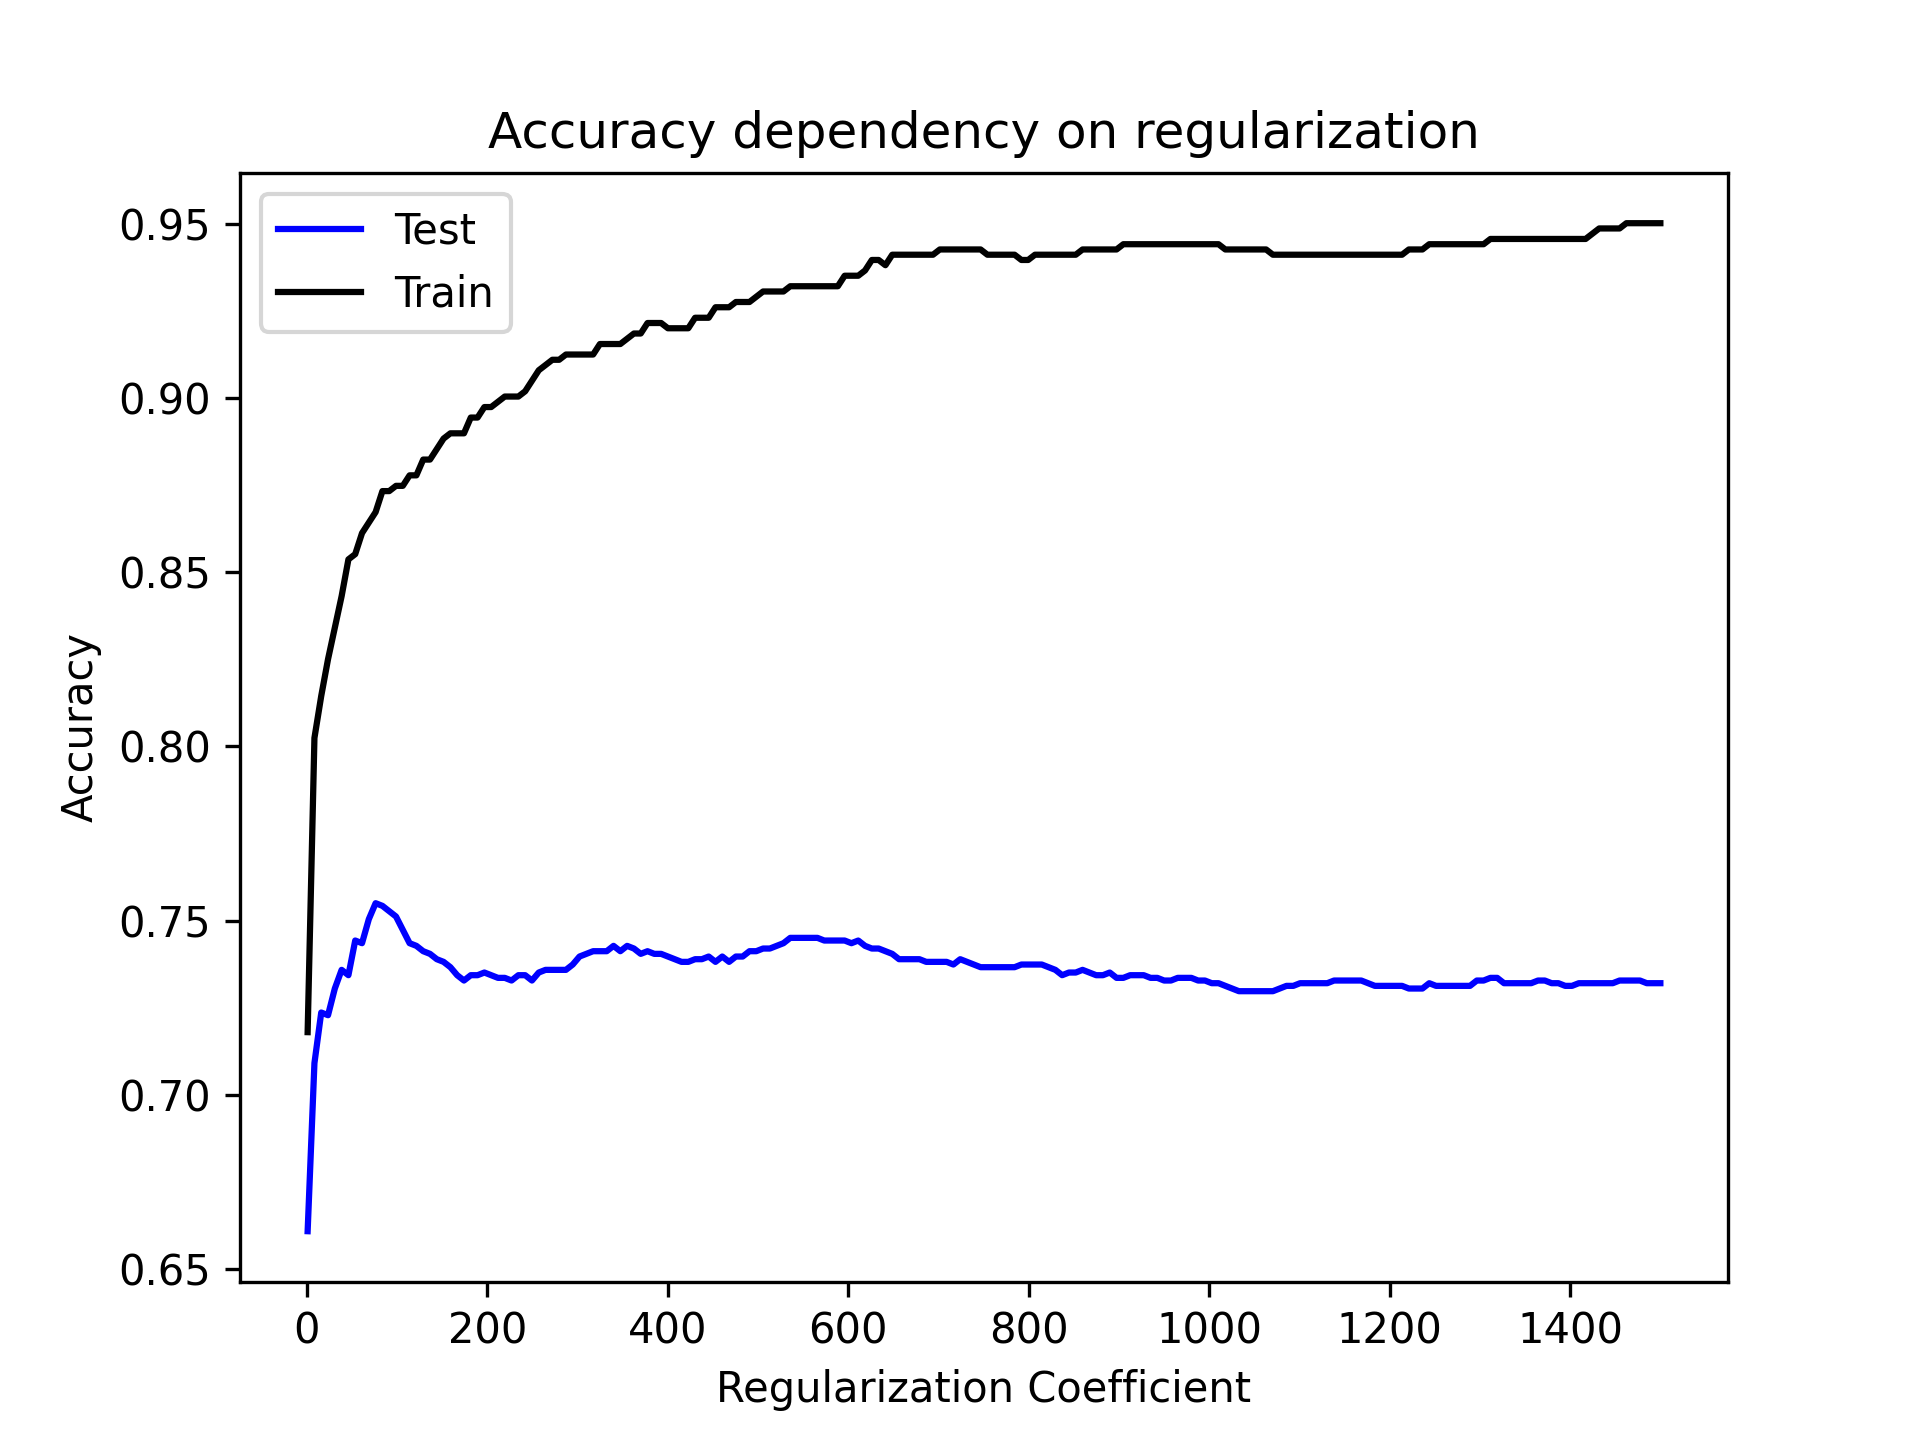 Accuracy dependency on regularization
Test
Train
0.95
0.90
0.85
0.80
0.75
0.70
0.65
Accuracy
0 200 400 600 800 1000 1200 1400
Regularization Coefficient